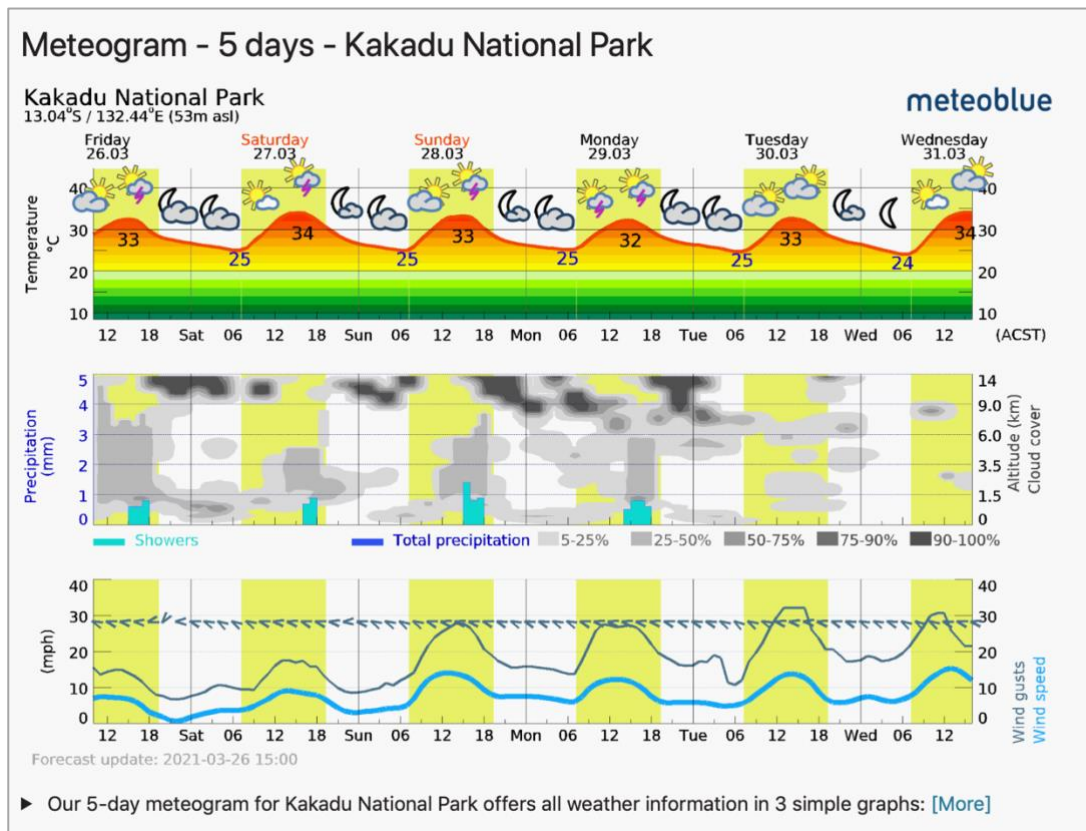 Meteogram - 5 days - Kakadu National Park
Kakadu National Park
meteoblue
13.04°S / 132.44°E (53m asl)
Friday Saturday Sunday Monday Tuesday Wednesday
26.03 27.03 28.03 29.03 30.03 31.03
Temperature
°C
40 30 20 10
33 34 33 32 33 34
25 25 25 25 24
40 30 20 10
12 18 Sat 06 12 18 Sun 06 12 18 Mon 06 12 18 Tue 06 12 18 Wed 06 12 (ACST)
Precipitation
(mm)
5 4 3 2 1 0
14 9.0 6.0 3.5 1.5 0
Altitude (km)
Cloud cover
Showers Total precipitation 5-25% 25-50% 50-75% 75-90% 90-100%
(mph)
40 30 20 10 0
40 30 20 10 0
Wind gusts
Wind speed
12 18 Sat 06 12 18 Sun 06 12 18 Mon 06 12 18 Tue 06 12 18 Wed 06 12
Forecast update: 2021-03-26 15:00
► Our 5-day meteogram for Kakadu National Park offers all weather information in 3 simple graphs: [More]